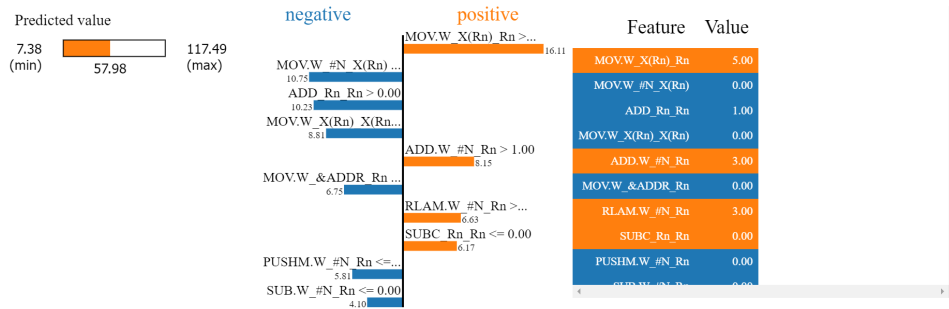 Predicted value
7.38
(min)
117.49
(max)
57.98
negative
positive
MOV.W_X(Rn)_Rn >...
16.11
MOV.W_#N_X(Rn) ...
10.75
ADD_Rn_Rn > 0.00
10.23
MOV.W_X(Rn)_X(Rn...
8.81
ADD.W_#N_Rn > 1.00
8.15
MOV.W_&ADDR_Rn ...
6.75
RLAM.W_#N_Rn >...
6.63
SUBC_Rn_Rn <= 0.00
6.17
PUSHM.W_#N_Rn <=...
5.81
SUB.W_#N_Rn <= 0.00
4.10
Feature Value
MOV.W_X(Rn)_Rn 5.00
MOV.W_#N_X(Rn) 0.00
ADD_Rn_Rn 1.00
MOV.W_X(Rn)_X(Rn) 0.00
ADD.W_#N_Rn 3.00
MOV.W_&ADDR_Rn 0.00
RLAM.W_#N_Rn 3.00
SUBC_Rn_Rn 0.00
PUSHM.W_#N_Rn 0.00
SUB.W_#N_Rn 0.00